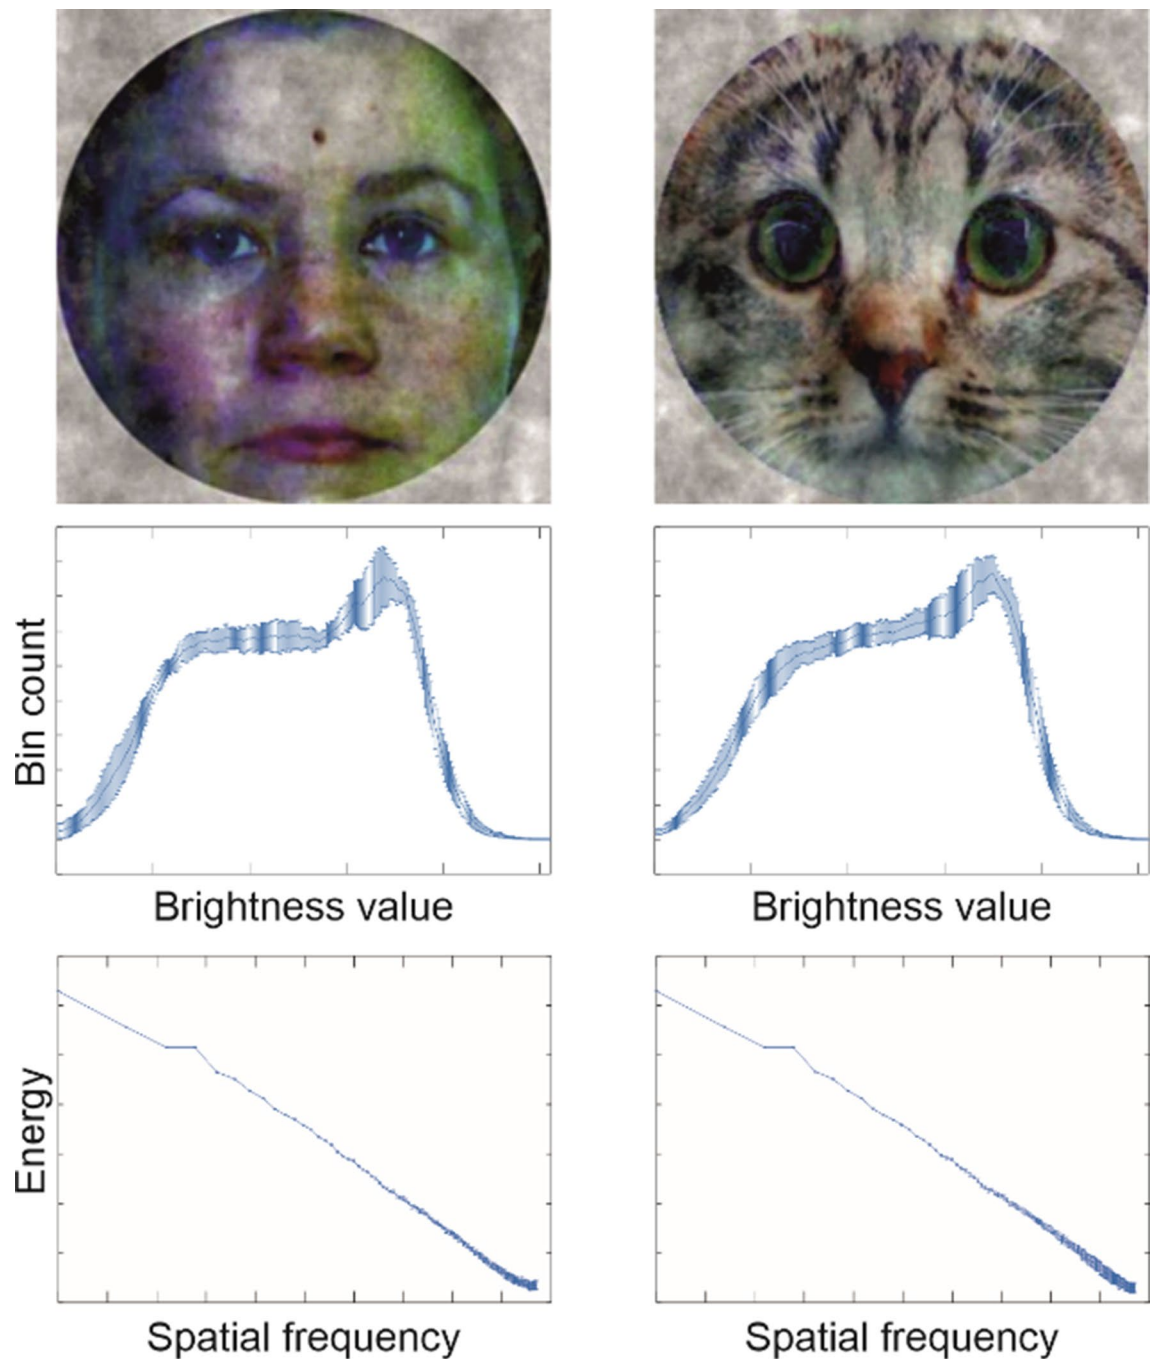 Bin count
Brightness value
Brightness value
Energy
Spatial frequency
Spatial frequency